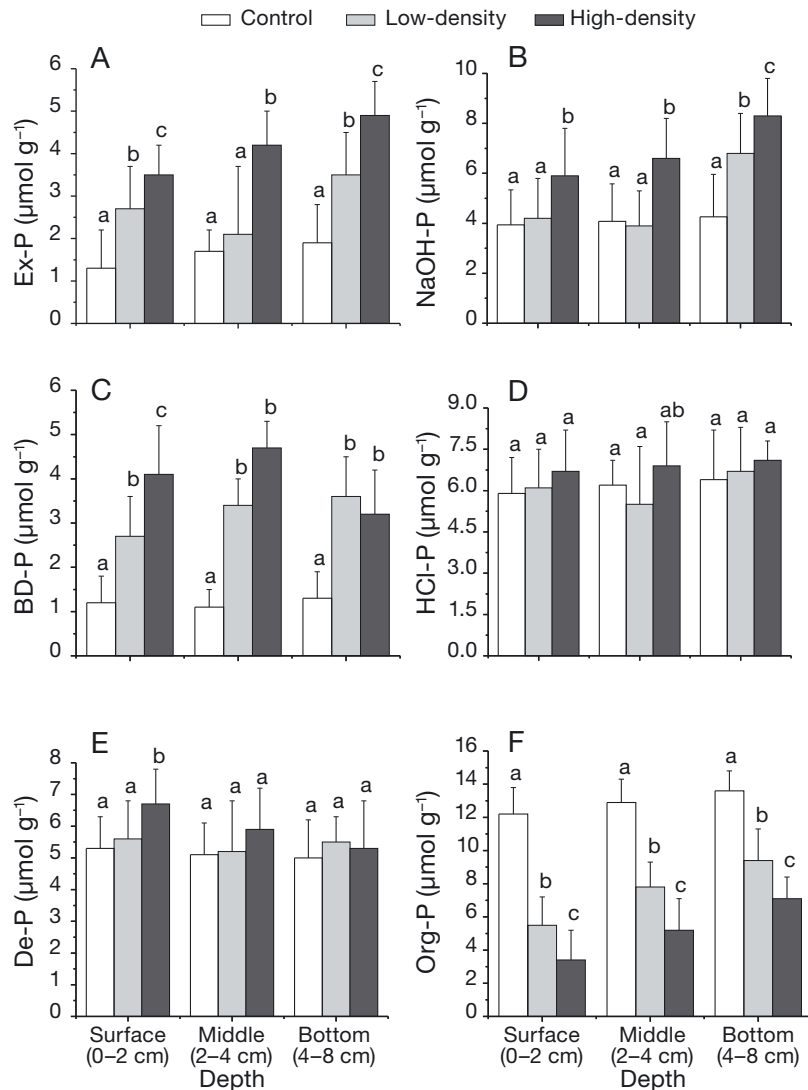 Control Low-density High-density
A
Ex-P (µmol g⁻¹)
6
5
4
3
2
1
0
a b c
a a b
a b c
B
NaOH-P (µmol g⁻¹)
10
8
6
4
2
0
a a b
a a b
a b c
C
BD-P (µmol g⁻¹)
6
5
4
3
2
1
0
a b c
a b b
a b b
D
HCl-P (µmol g⁻¹)
9.0
7.5
6.0
4.5
3.0
1.5
0.0
a a a
a a ab
a a a
E
De-P (µmol g⁻¹)
8
7
6
5
4
3
2
1
0
a a b
a a a
a a a
Surface Middle Bottom
(0–2 cm) (2–4 cm) (4–8 cm)
Depth
F
Org-P (µmol g⁻¹)
16
14
12
10
8
6
4
2
0
a b c
a b c
a b c
Surface Middle Bottom
(0–2 cm) (2–4 cm) (4–8 cm)
Depth